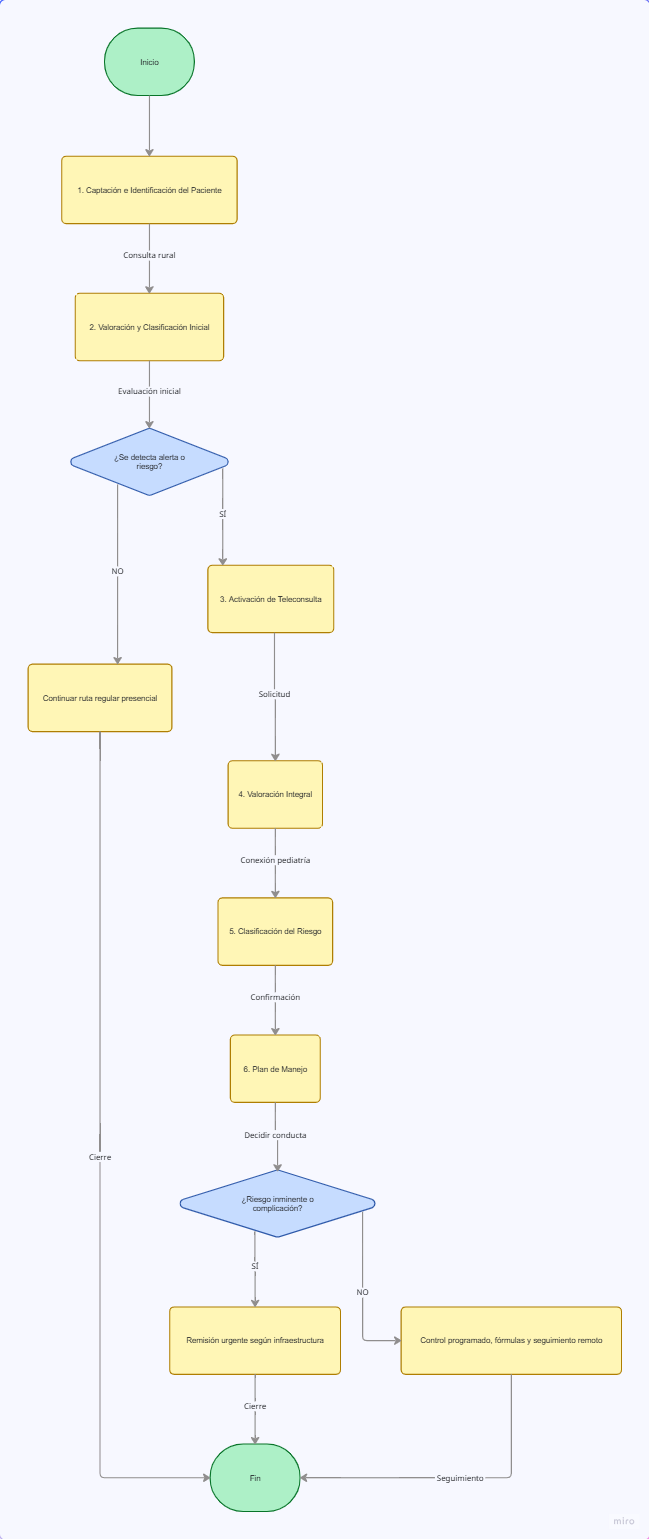 Inicio
1. Captación e Identificación del Paciente
Consulta rural
2. Valoración y Clasificación Inicial
Evaluación inicial
¿Se detecta alerta o
riesgo?
SÍ
NO
3. Activación de Teleconsulta
Continuar ruta regular presencial
Solicitud
4. Valoración Integral
Conexión pediatría
5. Clasificación del Riesgo
Confirmación
6. Plan de Manejo
Decidir conducta
Cierre
¿Riesgo inminente o
complicación?
SÍ
NO
Remisión urgente según infraestructura
Control programado, fórmulas y seguimiento remoto
Cierre
Fin
Seguimiento
miro